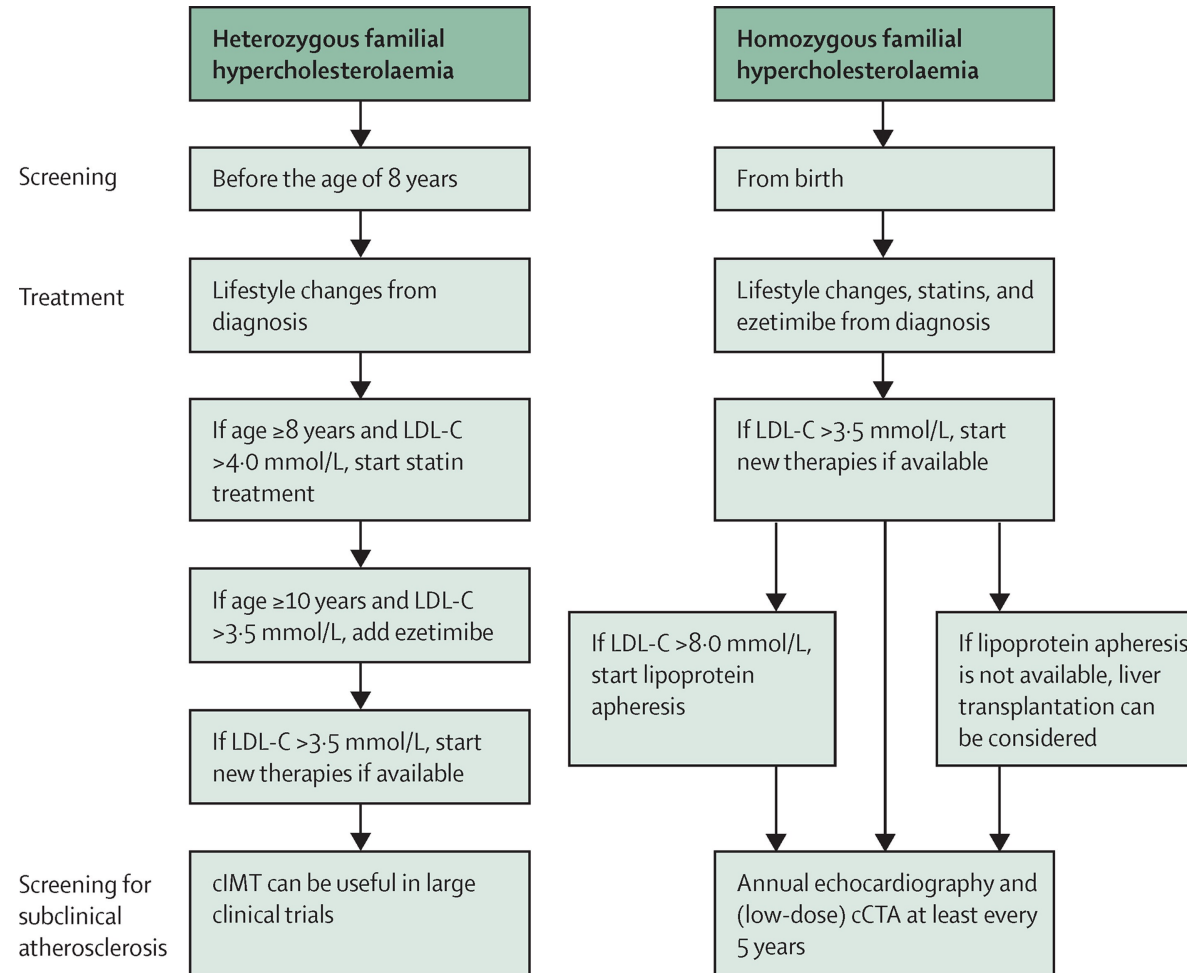 Heterozygous familial
hypercholesterolaemia
Homozygous familial
hypercholesterolaemia
Screening
Before the age of 8 years
From birth
Treatment
Lifestyle changes from
diagnosis
Lifestyle changes, statins, and
ezetimibe from diagnosis
If age ≥8 years and LDL-C
>4·0 mmol/L, start statin
treatment
If LDL-C >3·5 mmol/L, start
new therapies if available
If age ≥10 years and LDL-C
>3·5 mmol/L, add ezetimibe
If LDL-C >8·0 mmol/L,
start lipoprotein
apheresis
If lipoprotein apheresis
is not available, liver
transplantation can
be considered
If LDL-C >3·5 mmol/L, start
new therapies if available
Screening for
subclinical
atherosclerosis
cIMT can be useful in large
clinical trials
Annual echocardiography and
(low-dose) cCTA at least every
5 years